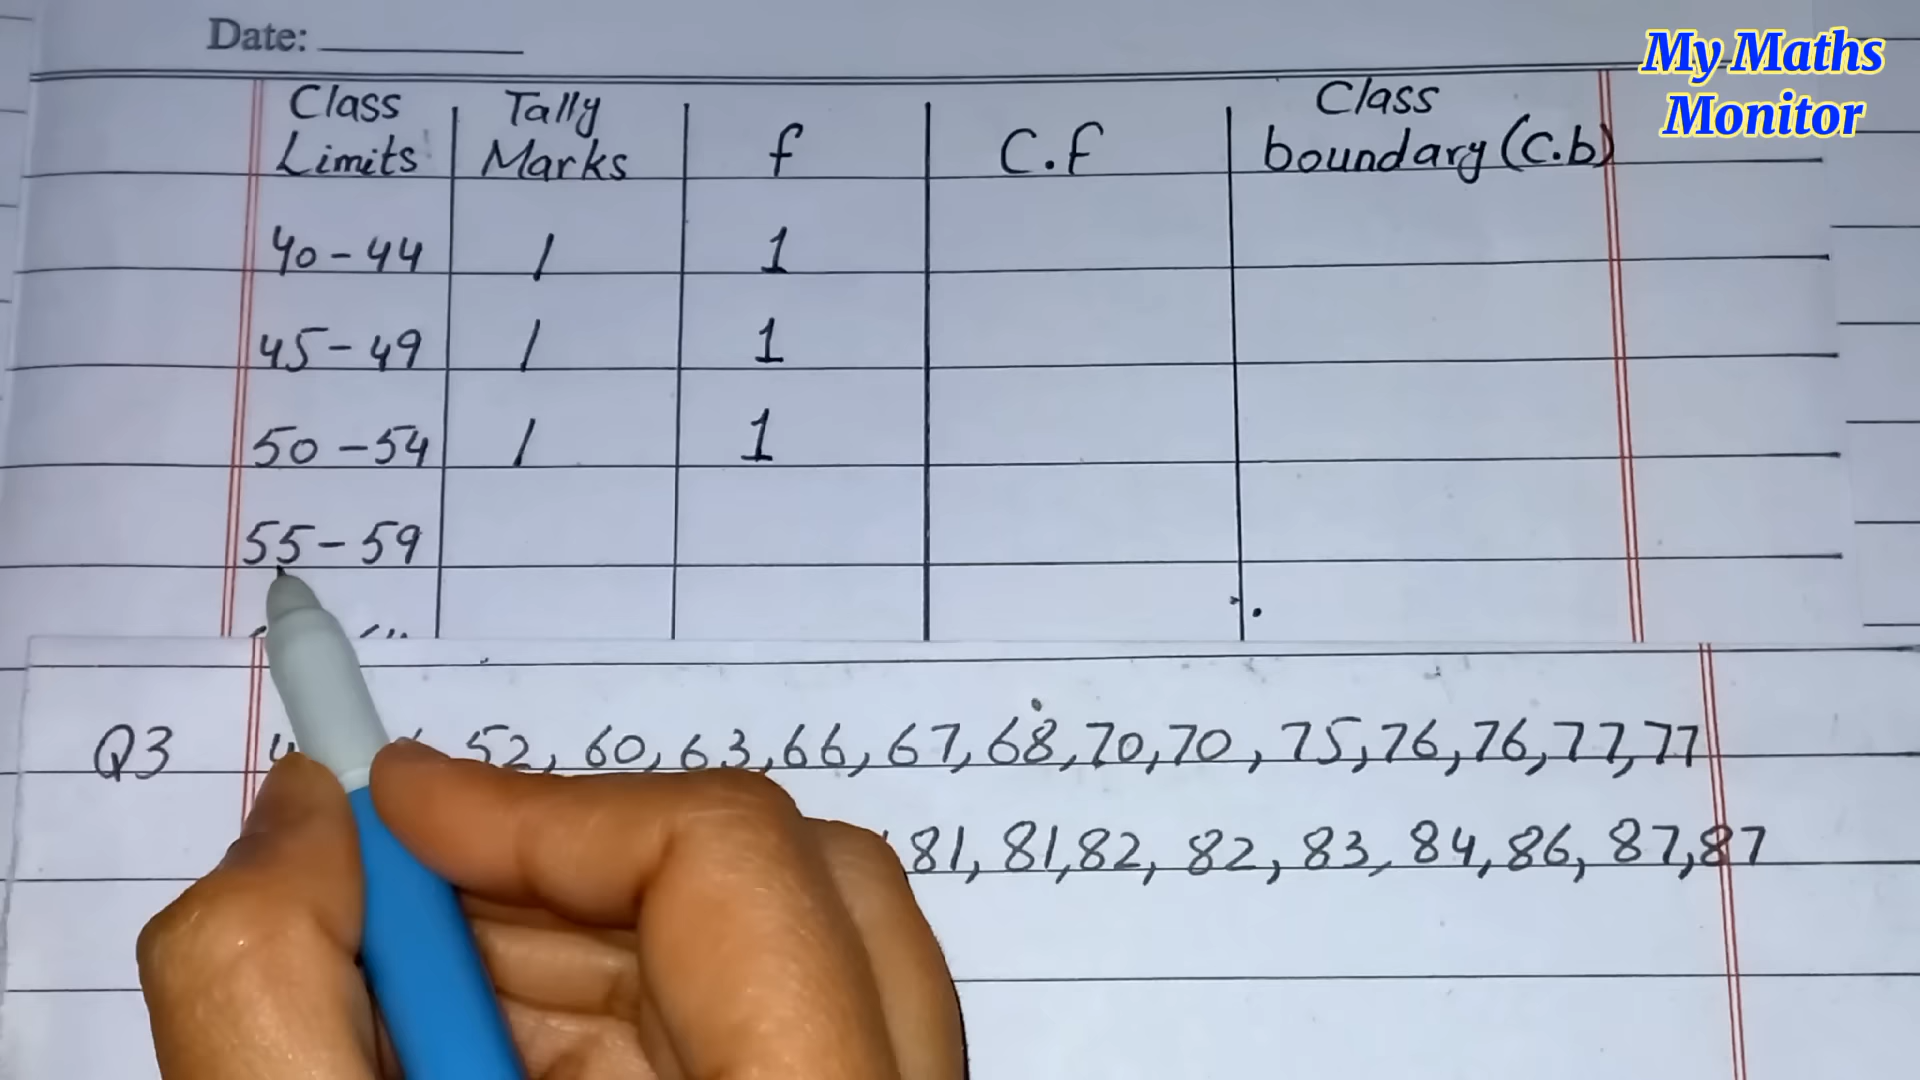 Date:
My Maths
Monitor
Class Limits Tally Marks f C.f Class boundary (C.b)
40 - 44 / 1
45 - 49 / 1
50 - 54 / 1
55 - 59
Q3 52, 60, 63, 66, 67, 68, 70, 70, 75, 76, 76, 77, 77
81, 81, 82, 82, 83, 84, 86, 87, 87